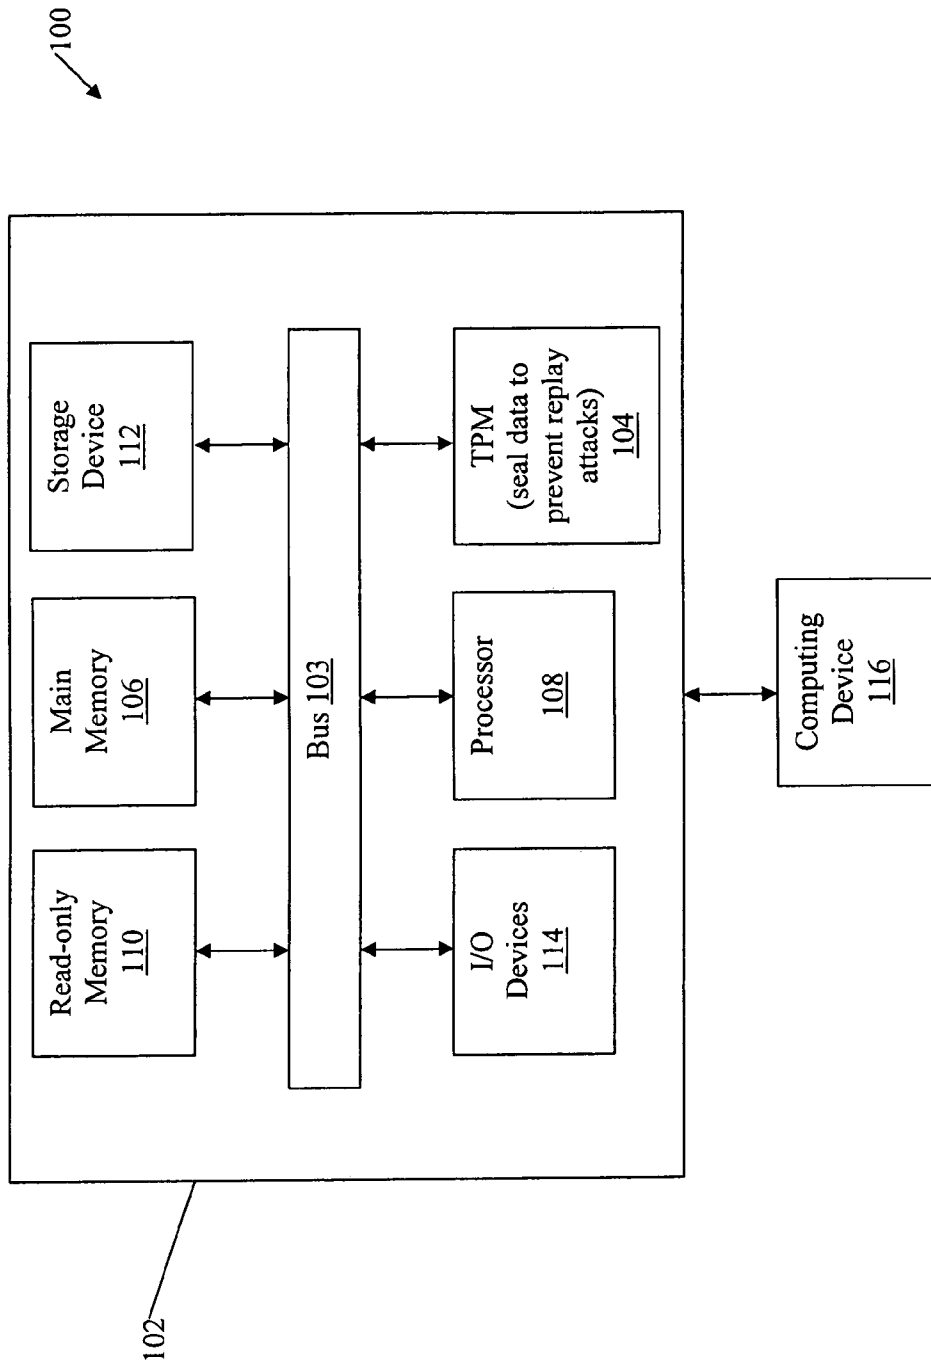 100
102
Read-only
Memory
110
Main
Memory
106
Storage
Device
112
Bus 103
I/O
Devices
114
Processor
108
TPM
(seal data to
prevent replay
attacks)
104
Computing
Device
116